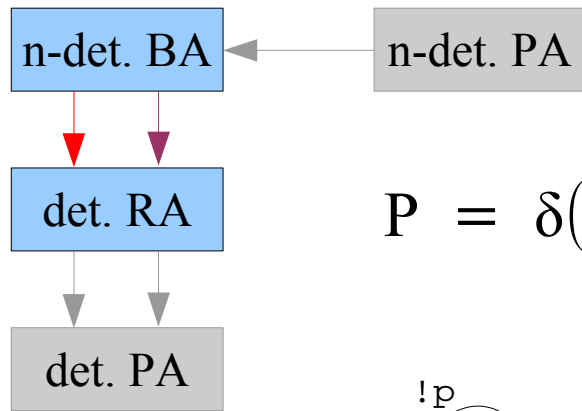 n-det. BA
n-det. PA
det. RA
P = δ(
det. PA
!p